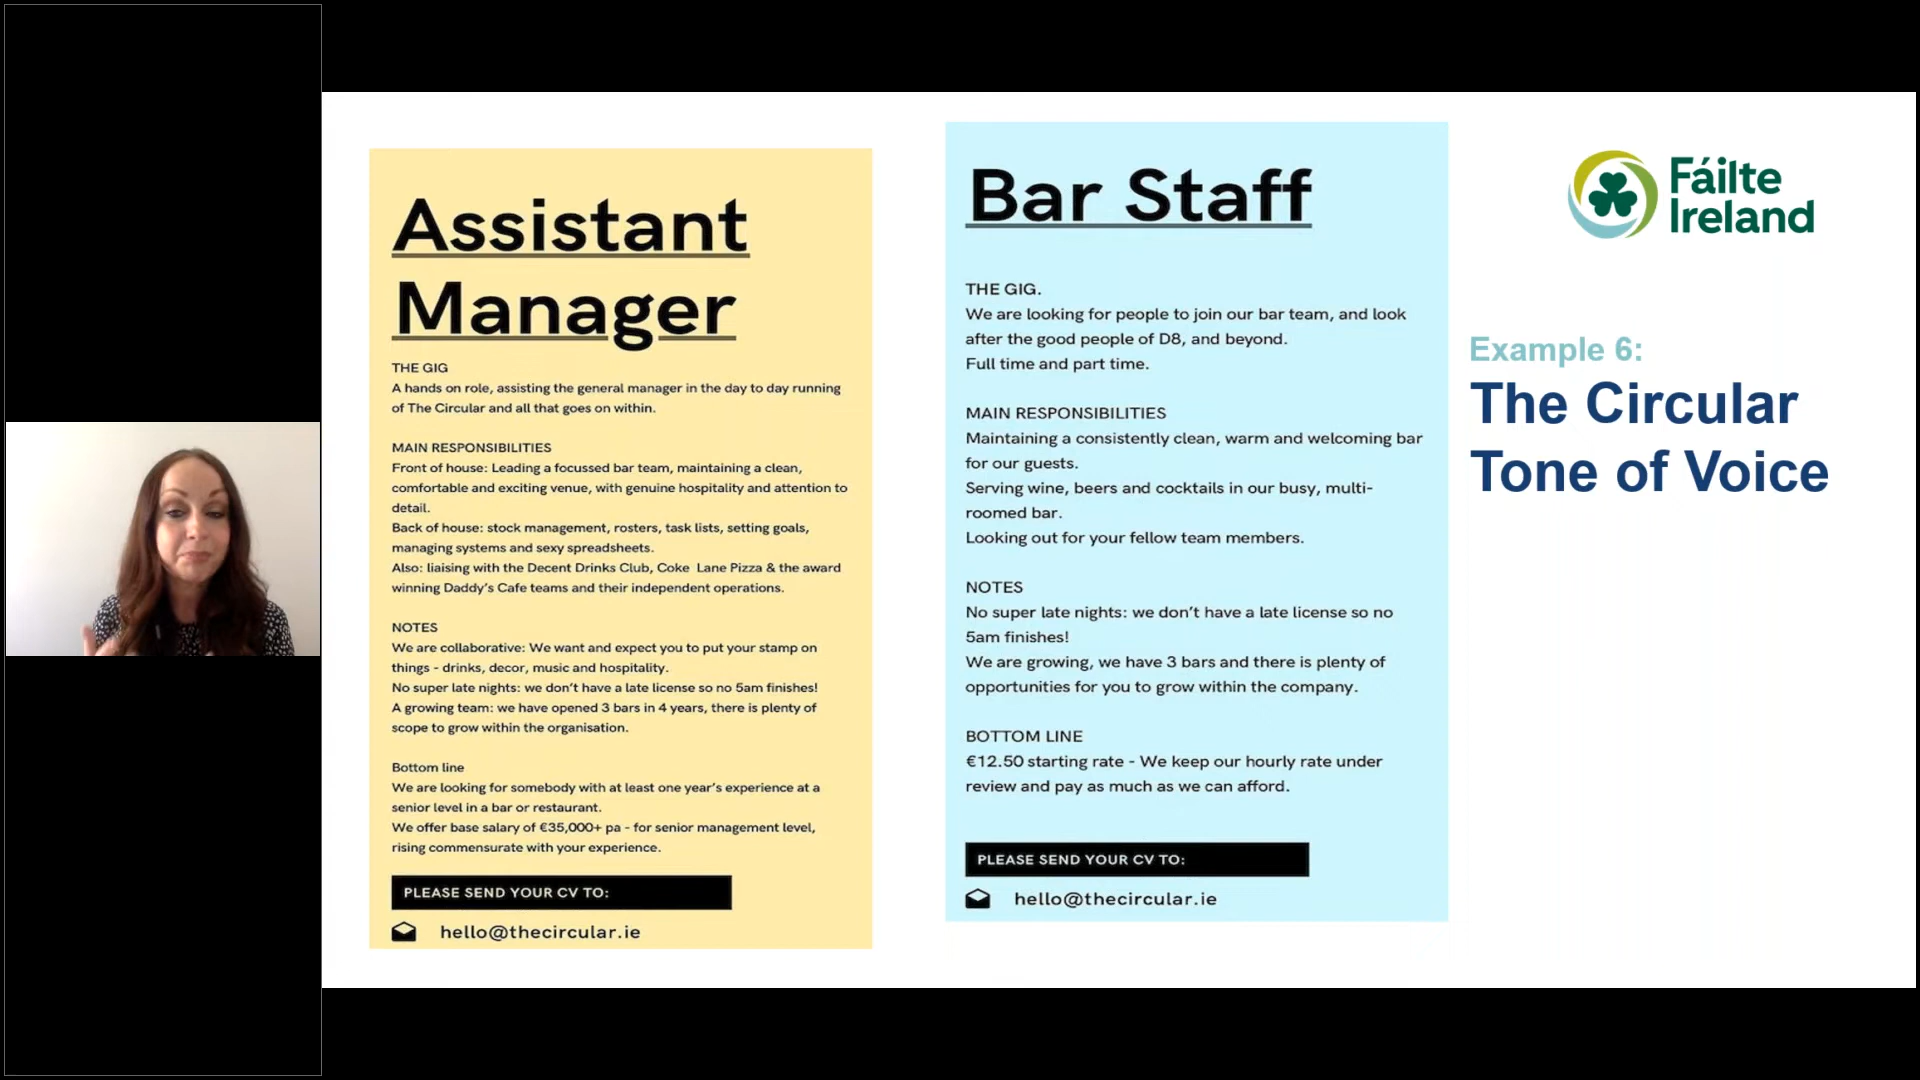 Assistant
Manager
THE GIG
A hands on role, assisting the general manager in the day to day running
of The Circular and all that goes on within.
MAIN RESPONSIBILITIES
Front of house: Leading a focussed bar team, maintaining a clean,
comfortable and exciting venue, with genuine hospitality and attention to
detail.
Back of house: stock management, rosters, task lists, setting goals,
managing systems and sexy spreadsheets.
Also: liaising with the Decent Drinks Club, Coke Lane Pizza & the award
winning Daddy's Cafe teams and their independent operations.
NOTES
We are collaborative: We want and expect you to put your stamp on
things - drinks, decor, music and hospitality.
No super late nights: we don't have a late license so no 5am finishes!
A growing team: we have opened 3 bars in 4 years, there is plenty of
scope to grow within the organisation.
Bottom line
We are looking for somebody with at least one year's experience at a
senior level in a bar or restaurant.
We offer base salary of €35,000+ pa - for senior management level,
rising commensurate with your experience.
PLEASE SEND YOUR CV TO:
hello@thecircular.ie
Bar Staff
THE GIG.
We are looking for people to join our bar team, and look
after the good people of D8, and beyond.
Full time and part time.
MAIN RESPONSIBILITIES
Maintaining a consistently clean, warm and welcoming bar
for our guests.
Serving wine, beers and cocktails in our busy, multi-
roomed bar.
Looking out for your fellow team members.
NOTES
No super late nights: we don't have a late license so no
5am finishes!
We are growing, we have 3 bars and there is plenty of
opportunities for you to grow within the company.
BOTTOM LINE
€12.50 starting rate - We keep our hourly rate under
review and pay as much as we can afford.
PLEASE SEND YOUR CV TO:
hello@thecircular.ie
Fáilte
Ireland
Example 6:
The Circular
Tone of Voice